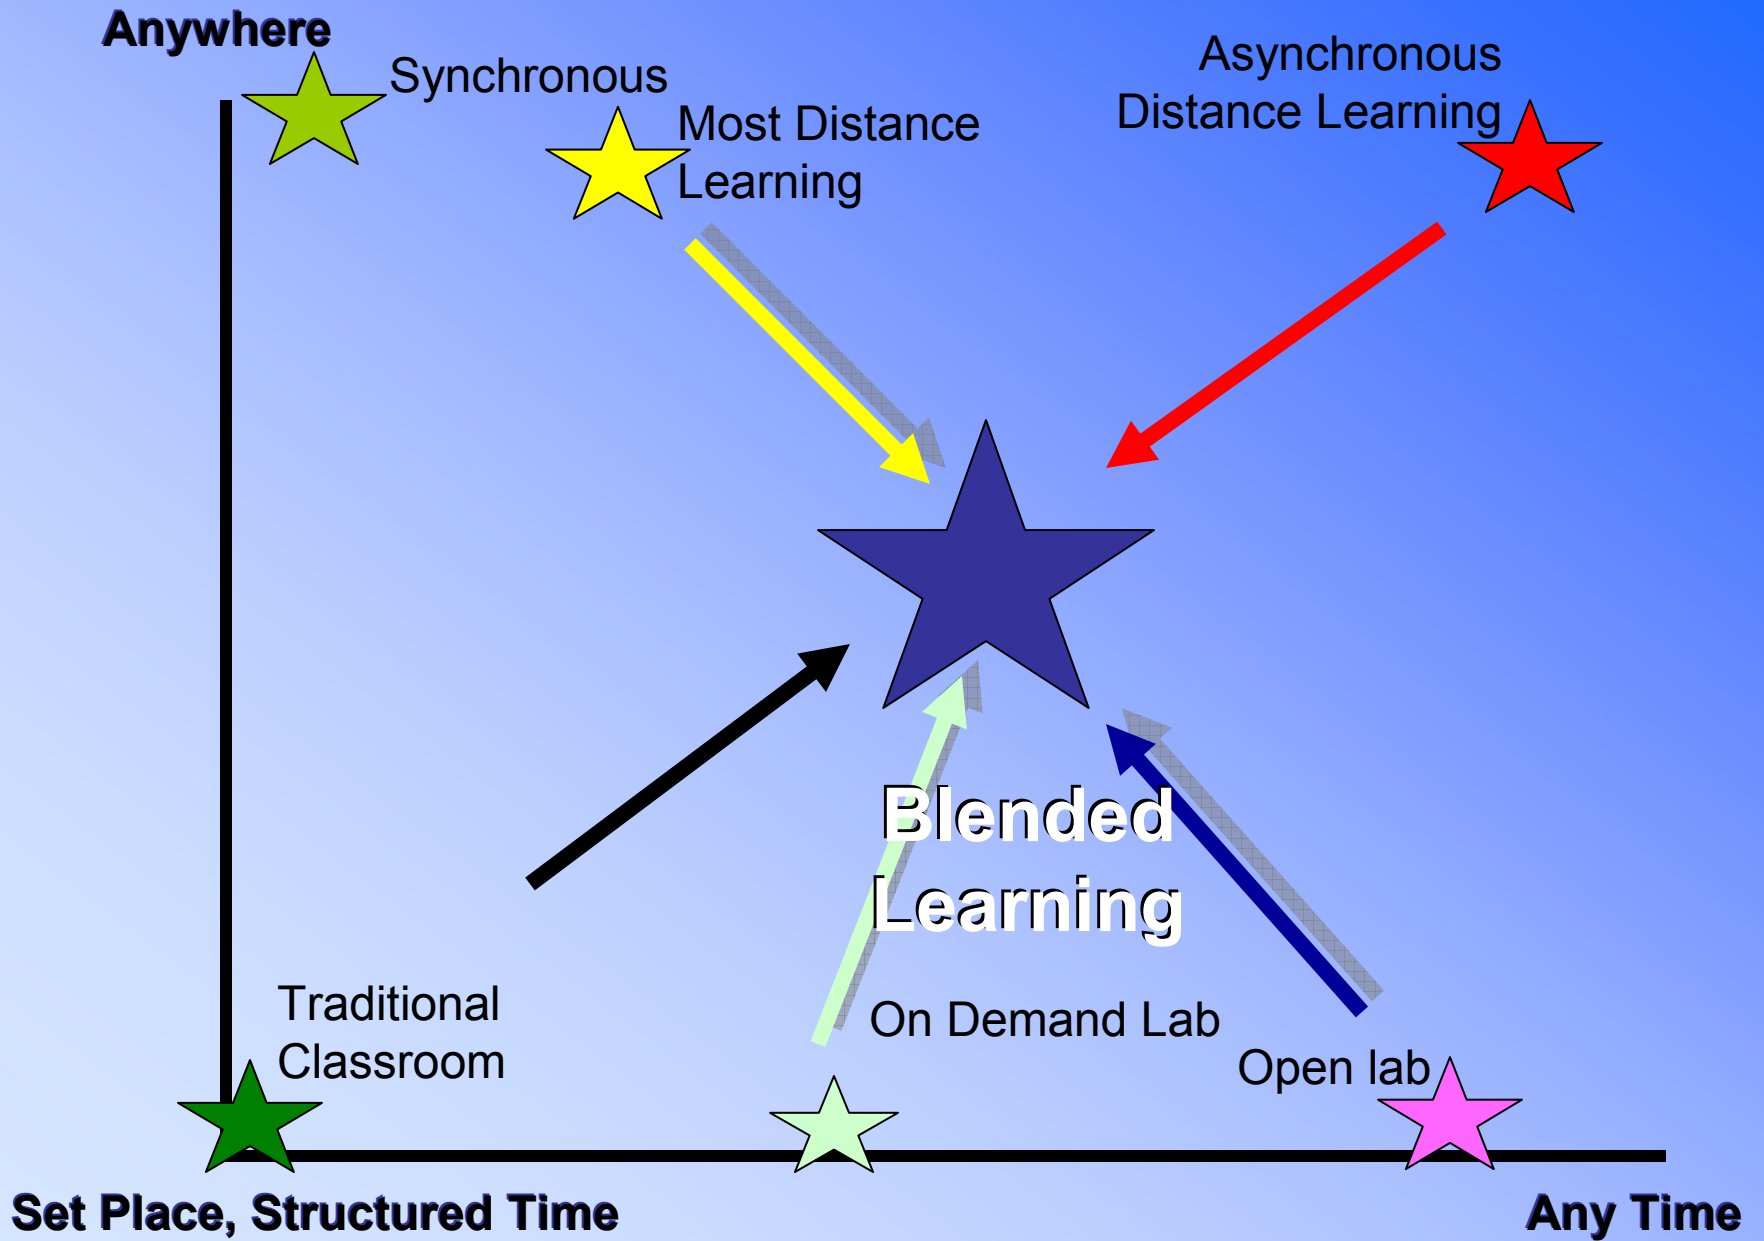 Anywhere
Synchronous
Most Distance
Learning
Asynchronous
Distance Learning
Blended
Learning
Traditional
Classroom
On Demand Lab
Open lab
Set Place, Structured Time
Any Time